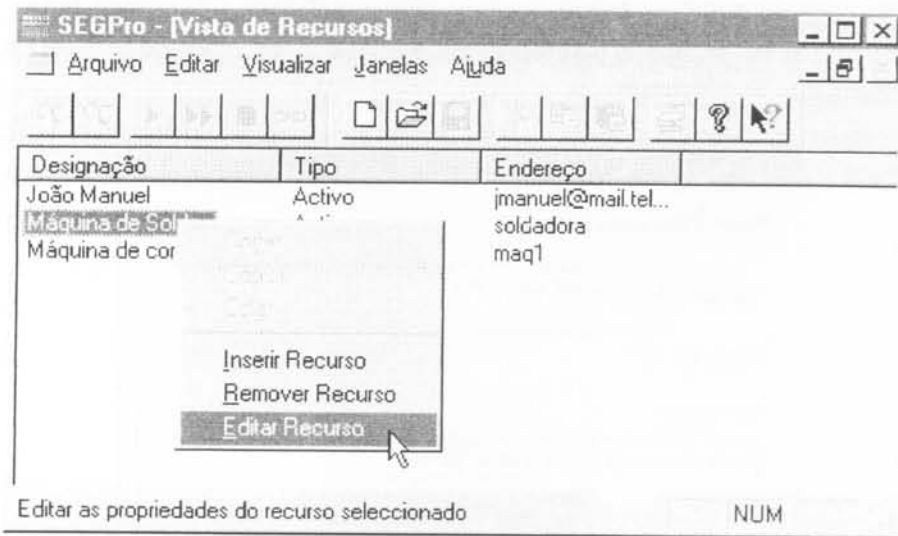 SEGPro - [Vista de Recursos]
Arquivo Editar Visualizar Janelas Ajuda
Designação Tipo Endereço
João Manuel Activo jmanuel@mail.tel...
Máquina de Sol soldadora
Máquina de cor maq1
Inserir Recurso
Remover Recurso
Editar Recurso
Editar as propriedades do recurso seleccionado NUM